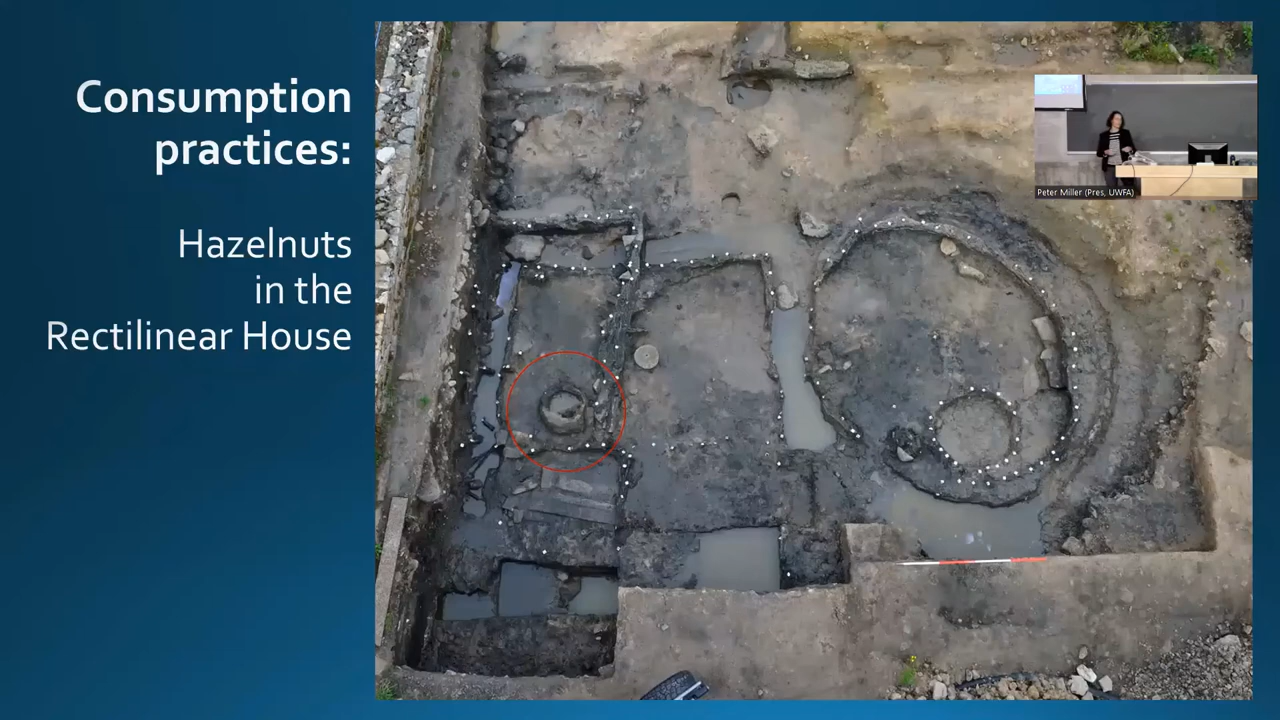 Consumption
practices:
Hazelnuts
in the
Rectilinear House
Peter Miller (Pres, UWFA)